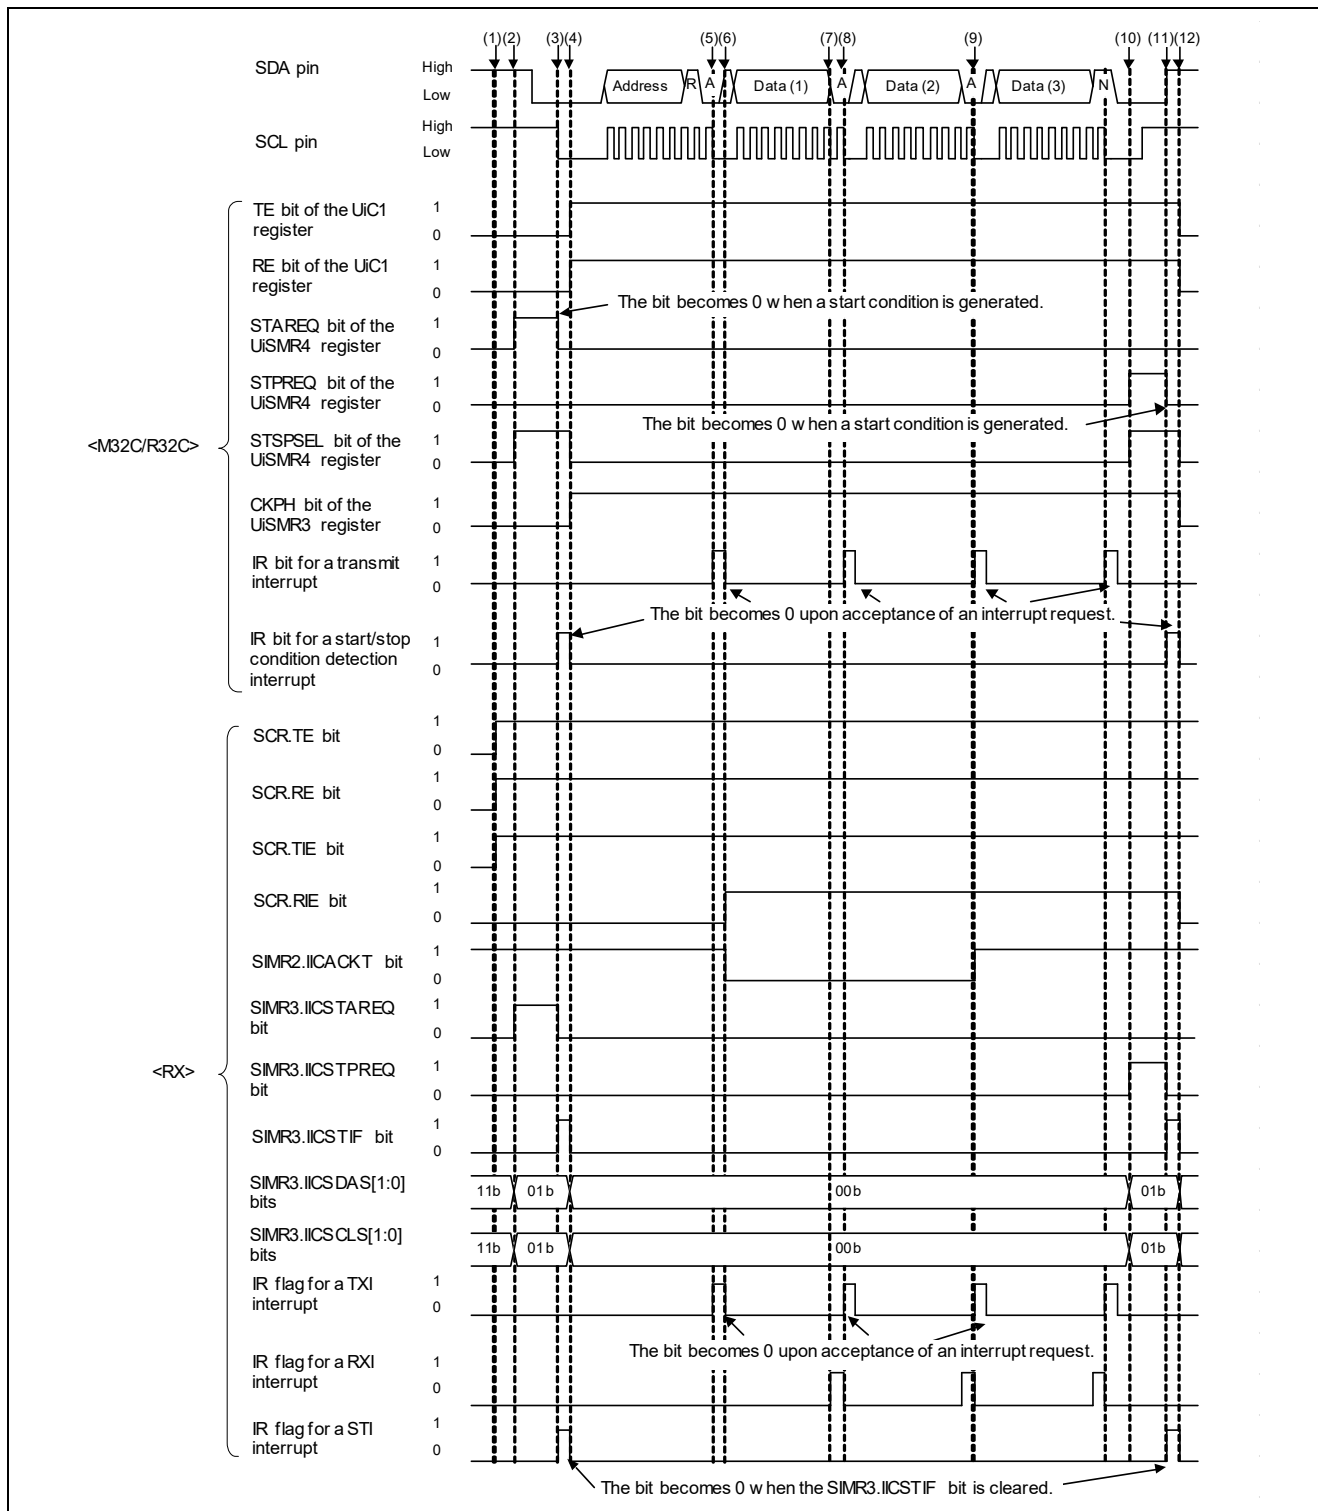 (1)(2) (3)(4) (5)(6) (7)(8) (9) (10) (11)(12)
SDA pin High
Low
Address R A Data (1) A Data (2) A Data (3) N
SCL pin High
Low
<M32C/R32C>
TE bit of the UiC1 1
register 0
RE bit of the UiC1 1
register 0
The bit becomes 0 when a start condition is generated.
STAREQ bit of the 1
UiSMR4 register 0
STPREQ bit of the 1
UiSMR4 register 0
The bit becomes 0 when a start condition is generated.
STSPSEL bit of the 1
UiSMR4 register 0
CKPH bit of the 1
UiSMR3 register 0
IR bit for a transmit 1
interrupt 0
The bit becomes 0 upon acceptance of an interrupt request.
IR bit for a start/stop 1
condition detection 0
interrupt
<RX>
SCR.TE bit 1
0
SCR.RE bit 1
0
SCR.TIE bit 1
0
SCR.RIE bit 1
0
SIMR2.IICACKT bit 1
0
SIMR3.IICSTAREQ 1
bit 0
SIMR3.IICSTPREQ 1
bit 0
SIMR3.IICSTIF bit 1
0
SIMR3.IICSDAS[1:0] 11b 01b 00b 01b
bits
SIMR3.IICSCLS[1:0] 11b 01b 00b 01b
bits
IR flag for a TXI 1
interrupt 0
The bit becomes 0 upon acceptance of an interrupt request.
IR flag for a RXI 1
interrupt 0
IR flag for a STI 1
interrupt 0
The bit becomes 0 when the SIMR3.IICSTIF bit is cleared.